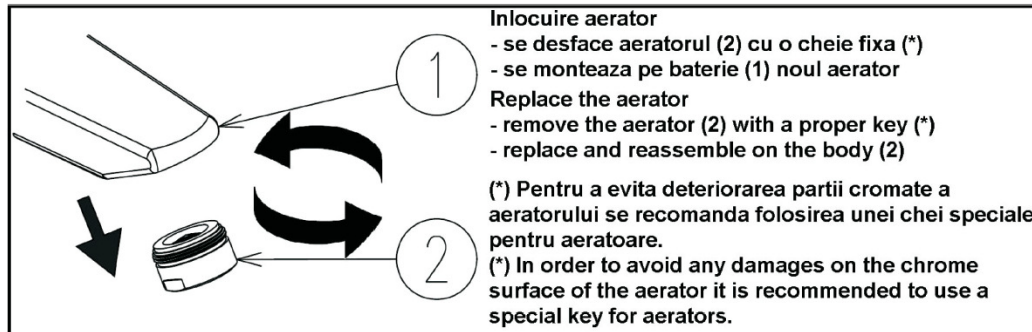 1
2
Inlocuire aerator
- se desface aeratorul (2) cu o cheie fixa (*)
- se monteaza pe baterie (1) noul aerator
Replace the aerator
- remove the aerator (2) with a proper key (*)
- replace and reassemble on the body (2)
(*) Pentru a evita deteriorarea partii cromate a
aeratorului se recomanda folosirea unei chei speciale
pentru aeratoare.
(*) In order to avoid any damages on the chrome
surface of the aerator it is recommended to use a
special key for aerators.